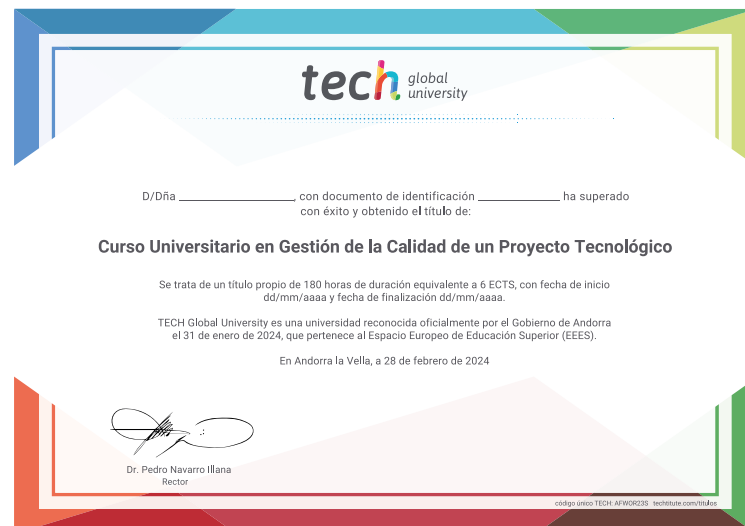 tech global university
D/Dña ____________, con documento de identificación ____________ ha superado
con éxito y obtenido el título de:
Curso Universitario en Gestión de la Calidad de un Proyecto Tecnológico
Se trata de un título propio de 180 horas de duración equivalente a 6 ECTS, con fecha de inicio
dd/mm/aaaa y fecha de finalización dd/mm/aaaa.
TECH Global University es una universidad reconocida oficialmente por el Gobierno de Andorra
el 31 de enero de 2024, que pertenece al Espacio Europeo de Educación Superior (EEES).
En Andorra la Vella, a 28 de febrero de 2024
Dr. Pedro Navarro Illana
Rector
código único TECH: AFWOR23S techtitute.com/titulos